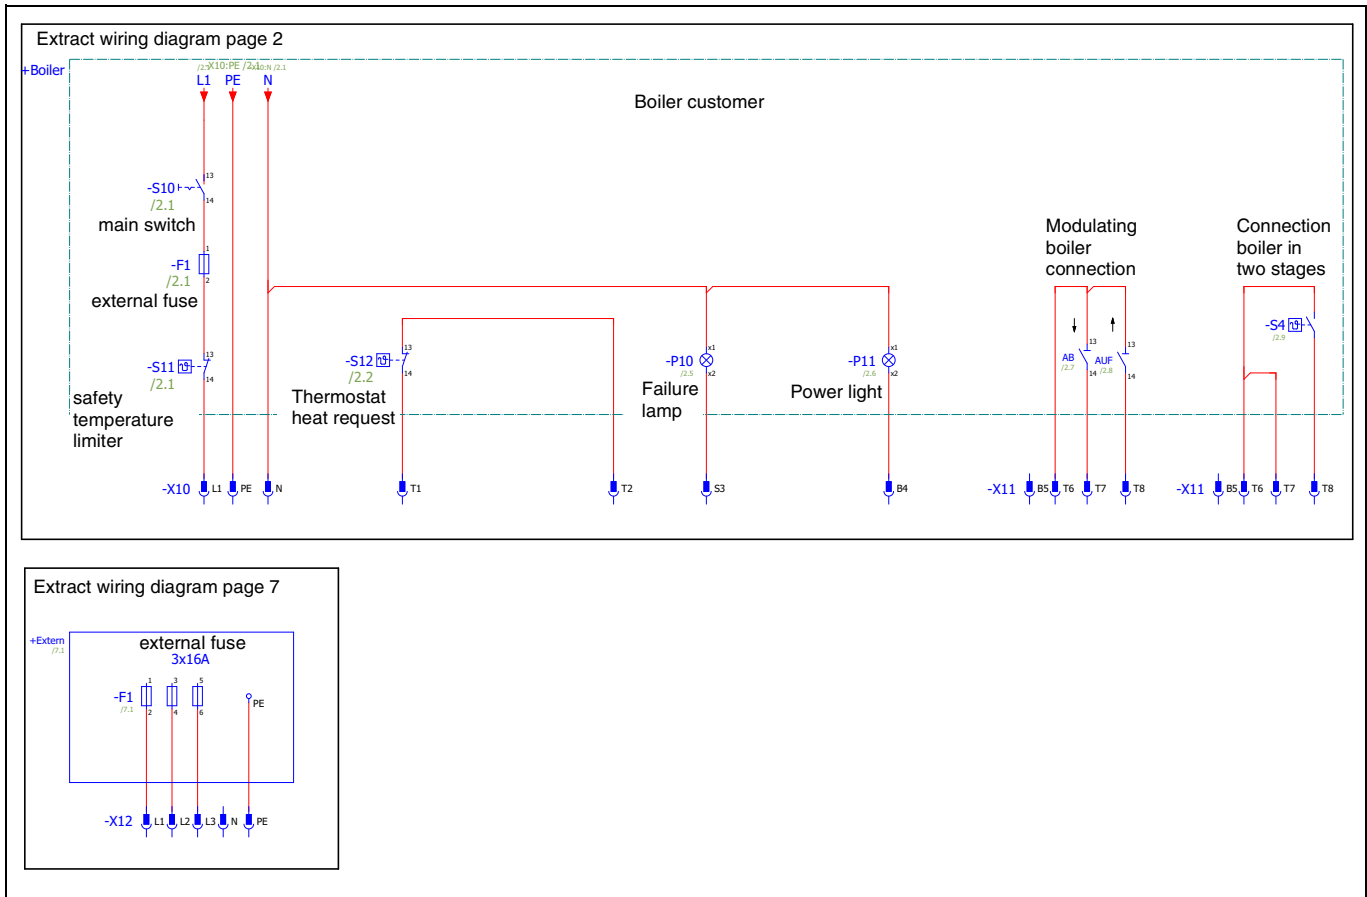 Extract wiring diagram page 2
+Boiler
X10:PE /2.1
L1 PE N
Boiler customer
13
-S10
/2.1
14
main switch
1
-F1
/2.1
2
external fuse
13
-S11
/2.1
14
safety
temperature
limiter
13
-S12
/2.2
14
Thermostat
heat request
x1
-P10
/2.5
x2
Failure
lamp
x1
-P11
/2.6
x2
Power light
Modulating
boiler
connection
13
AB
/2.7
14
13
AUF
/2.8
14
Connection
boiler in
two stages
-S4
/2.9
-X10 L1 PE N T1 T2 S3 B4
-X11 B5 T6 T7 T8
-X11 B5 T6 T7 T8
Extract wiring diagram page 7
+Extern
/7.1
external fuse
3x16A
1 3 5
-F1
/7.1
2 4 6
PE
-X12 L1 L2 L3 N PE